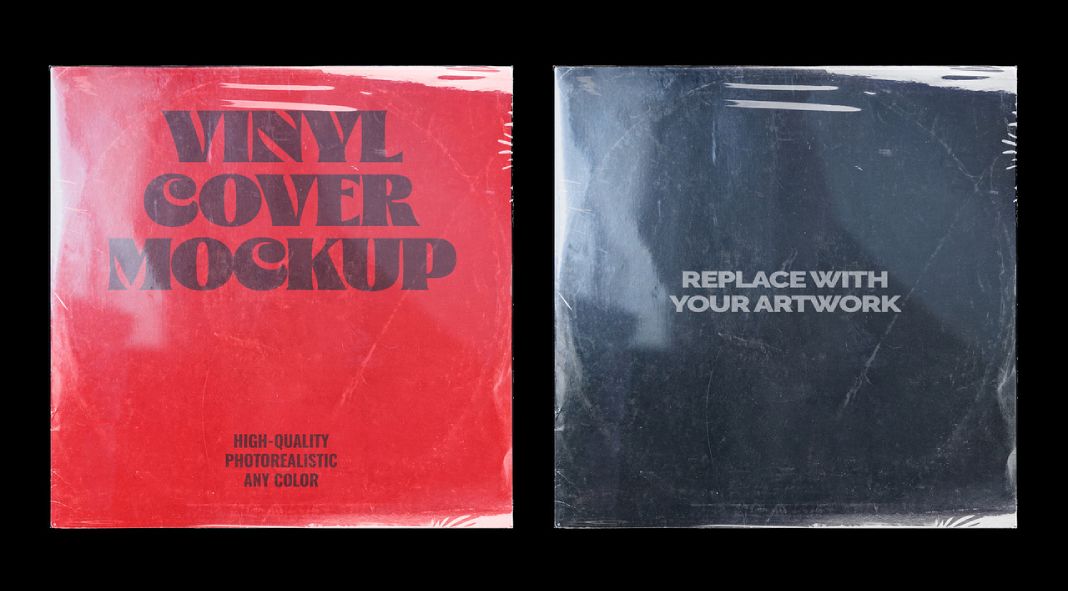 VINYL
COVER
MOCKUP
HIGH-QUALITY
PHOTOREALISTIC
ANY COLOR
REPLACE WITH
YOUR ARTWORK